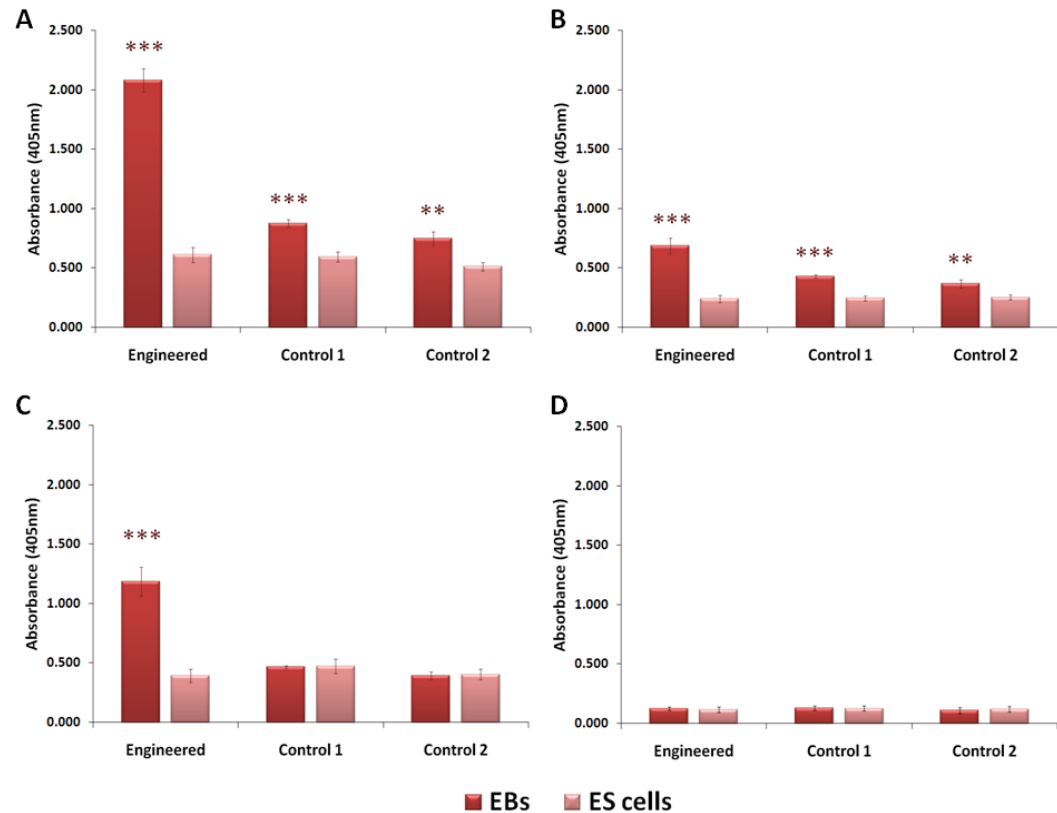 A
Absorbance (405nm)
2.500
2.000
1.500
1.000
0.500
0.000
***
***
**
Engineered Control 1 Control 2
B
Absorbance (405nm)
2.500
2.000
1.500
1.000
0.500
0.000
***
***
**
Engineered Control 1 Control 2
C
Absorbance (405nm)
2.500
2.000
1.500
1.000
0.500
0.000
***
Engineered Control 1 Control 2
D
Absorbance (405nm)
2.500
2.000
1.500
1.000
0.500
0.000
Engineered Control 1 Control 2
EBs ES cells